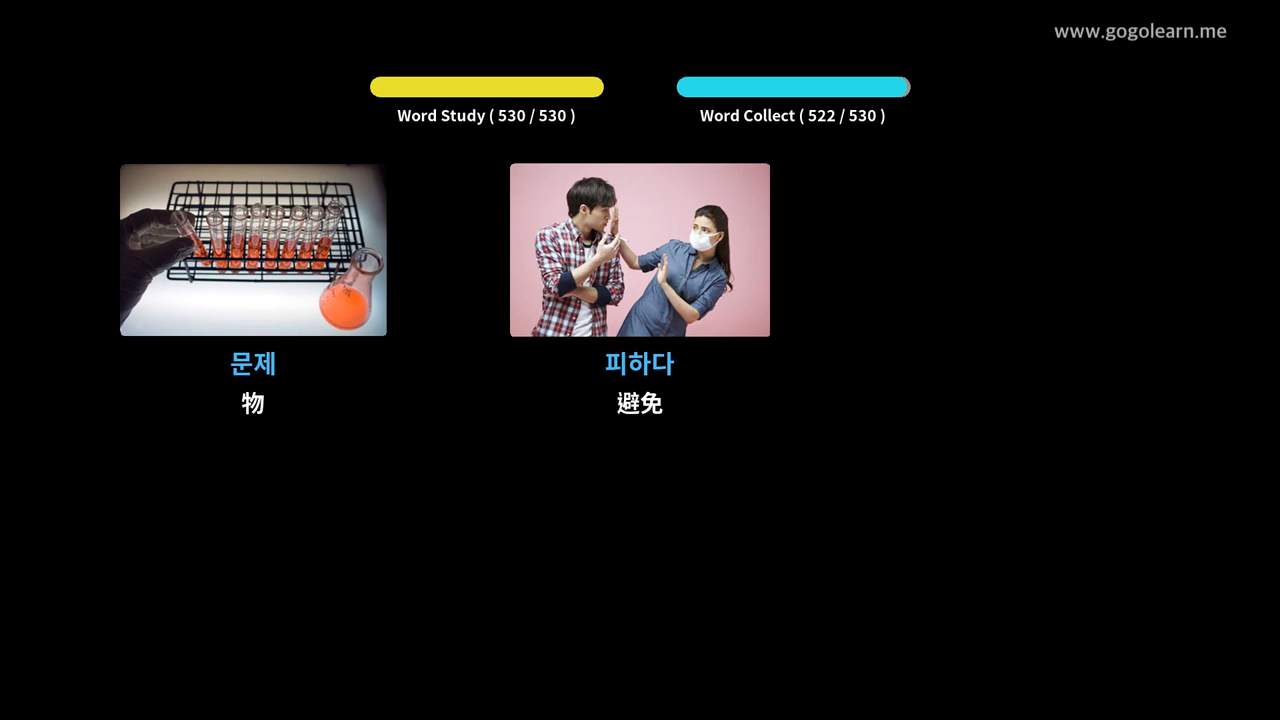 www.gogolearn.me
Word Study ( 530 / 530 )
Word Collect ( 522 / 530 )
문제
物
피하다
避免